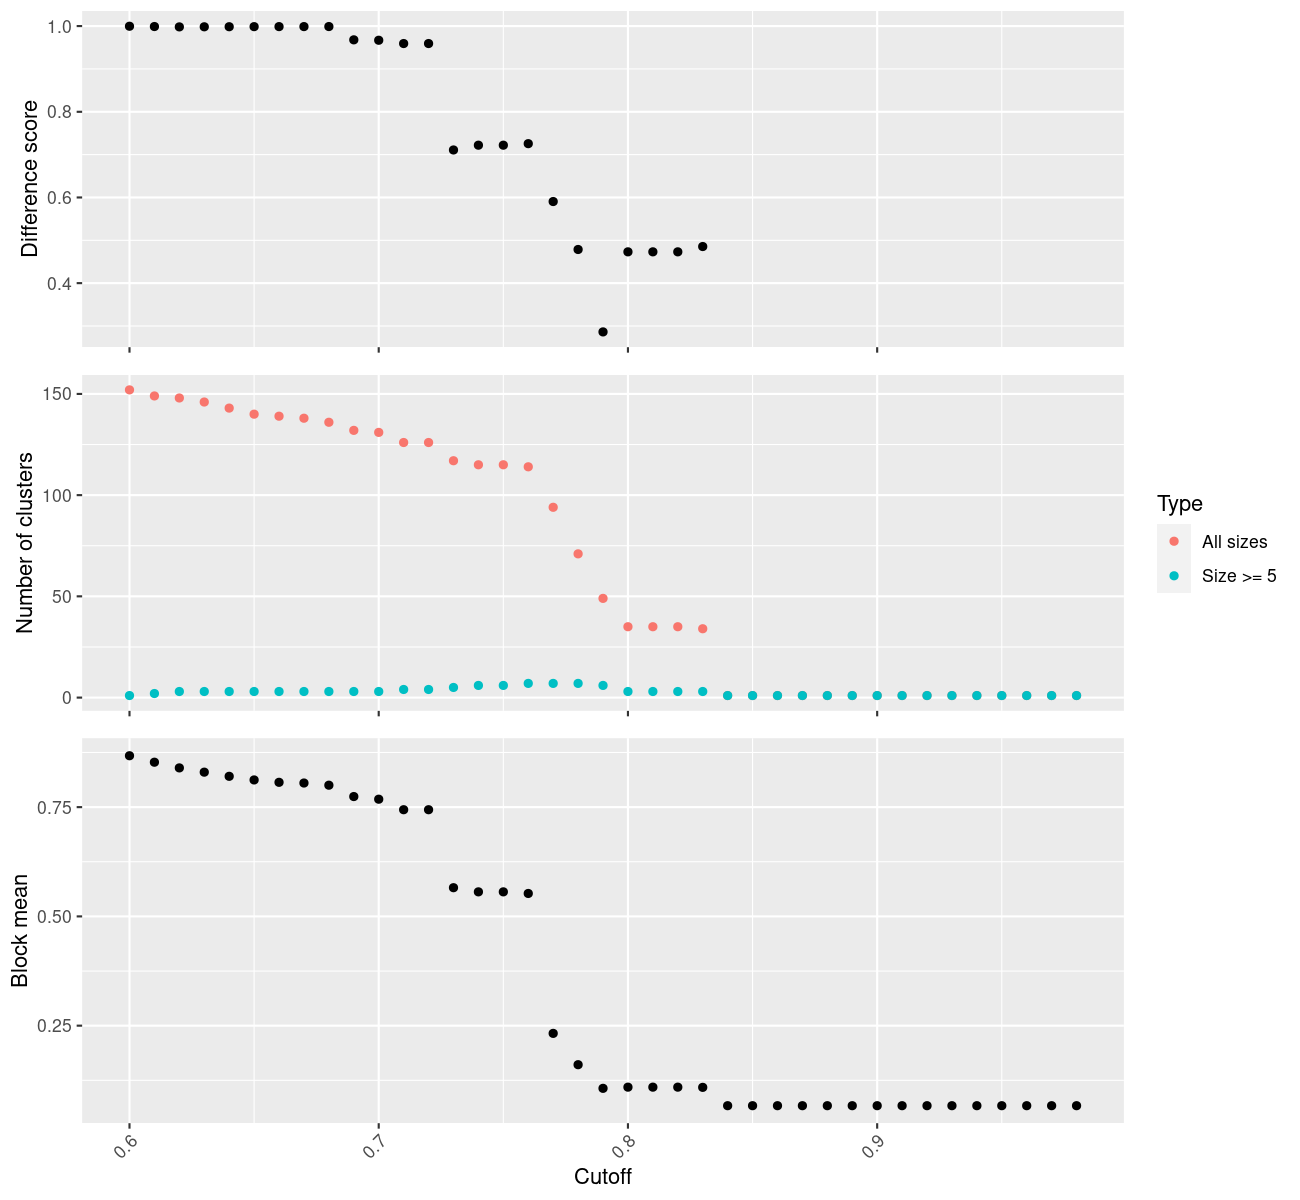 1.0
0.8
0.6
0.4
Difference score
150
100
50
0
Number of clusters
Type
All sizes
Size >= 5
0.75
0.50
0.25
Block mean
0.6 0.7 0.8 0.9
Cutoff